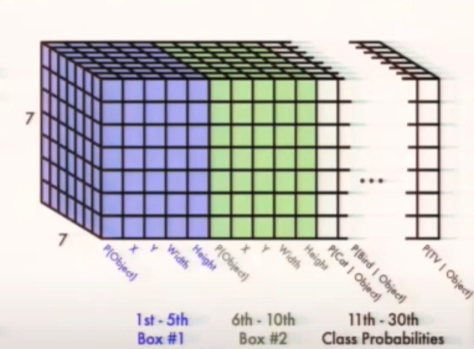 7
7
P(Object)
X
Y
Width
Height
P(Object)
X
Y
Width
Height
P(Cat | Object)
P(Bird | Object)
...
P(TV | Object)
1st - 5th
Box #1
6th - 10th
Box #2
11th - 30th
Class Probabilities